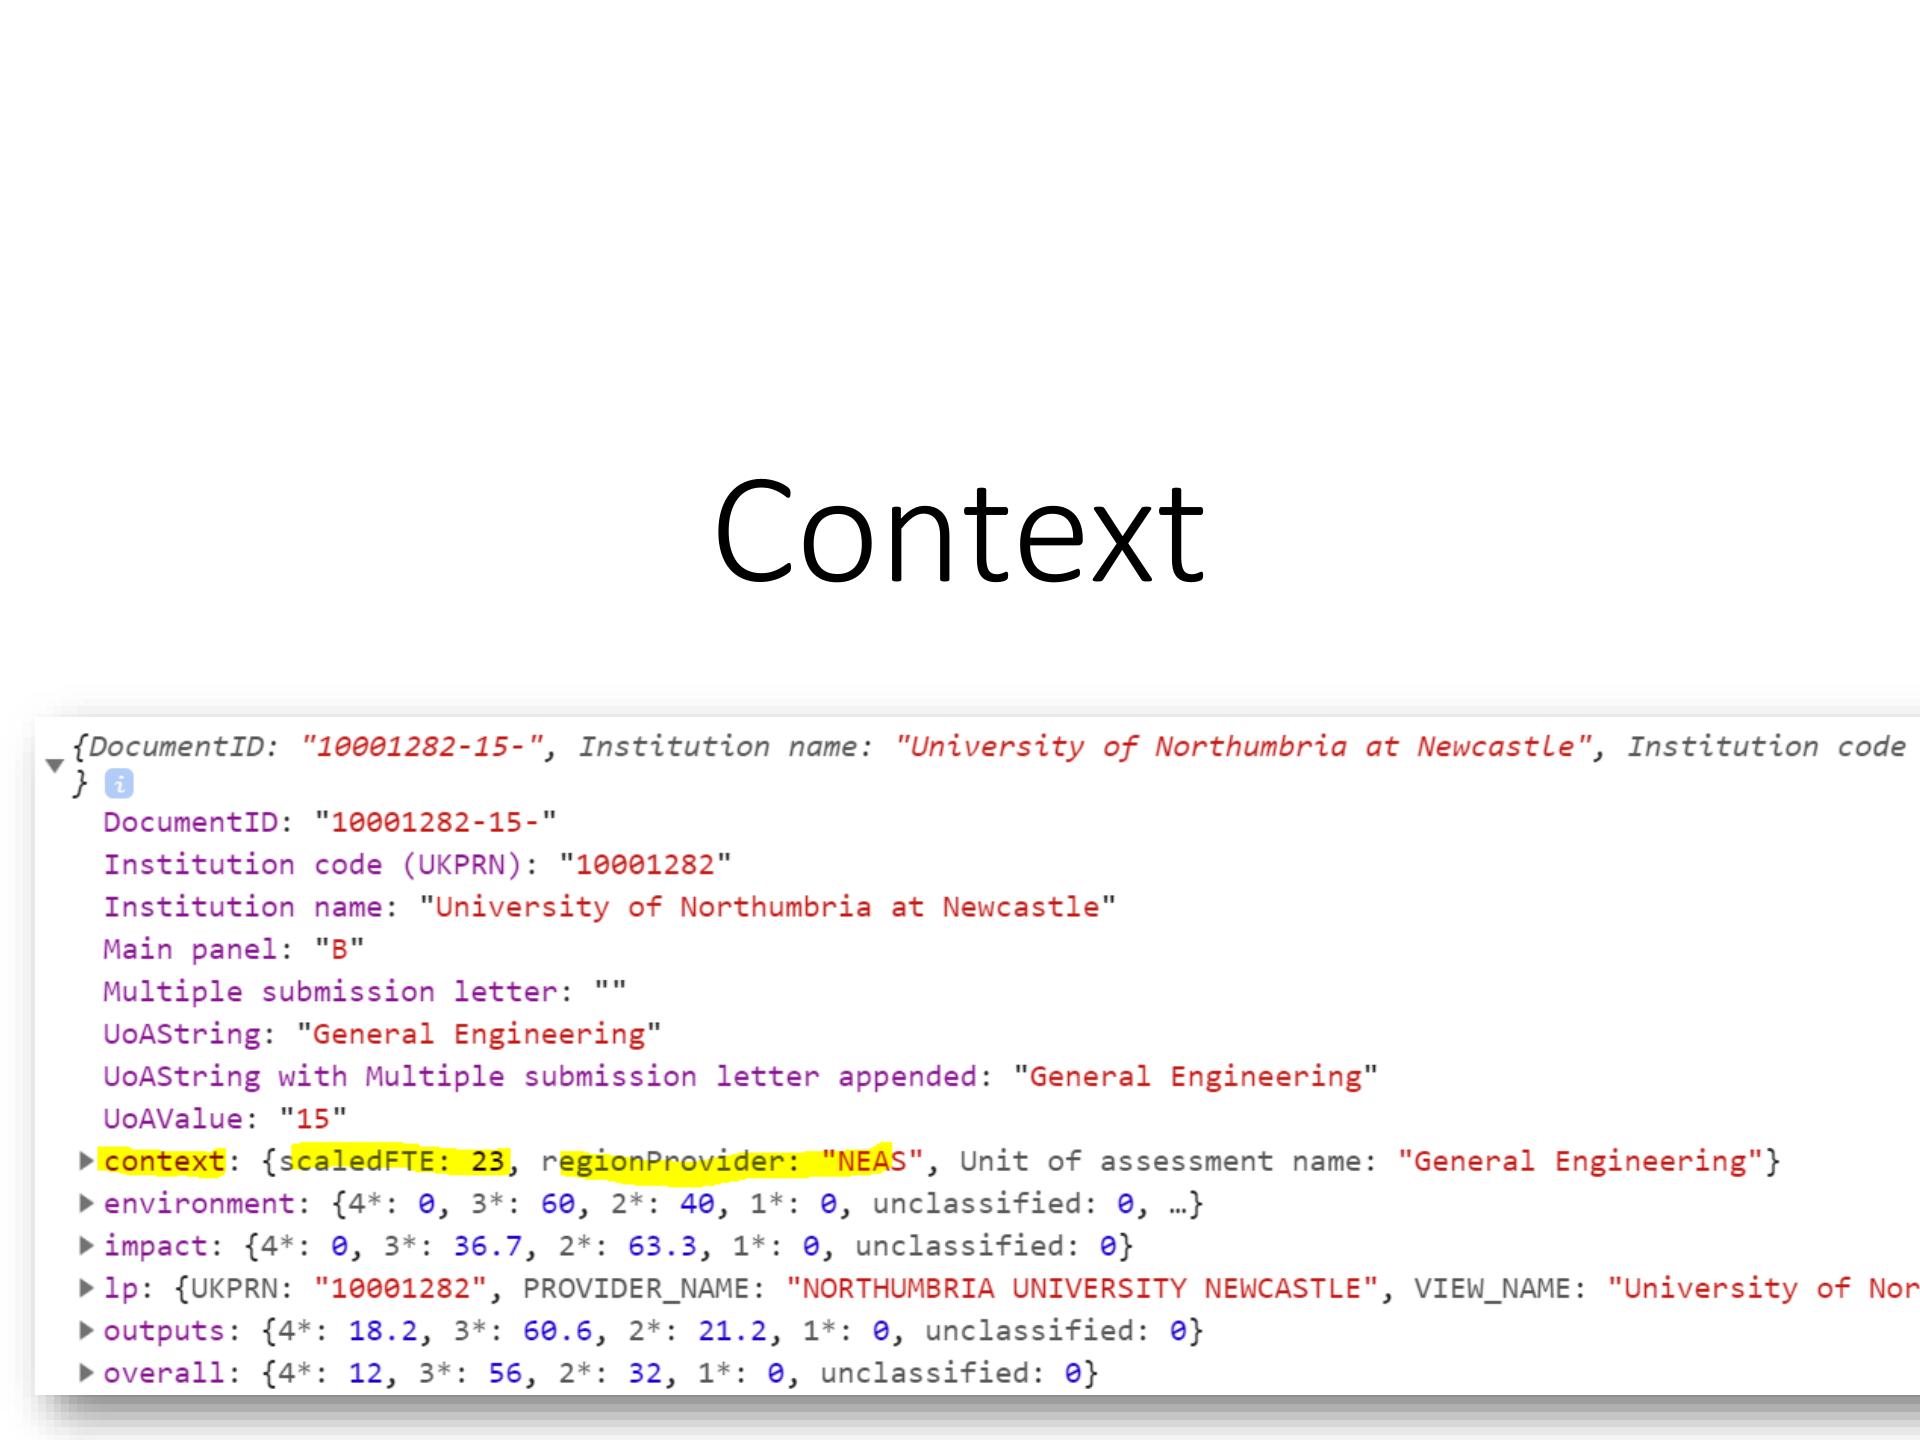 Context
{DocumentID: "10001282-15-", Institution name: "University of Northumbria at Newcastle", Institution code
} i
DocumentID: "10001282-15-"
Institution code (UKPRN): "10001282"
Institution name: "University of Northumbria at Newcastle"
Main panel: "B"
Multiple submission letter: ""
UoAString: "General Engineering"
UoAString with Multiple submission letter appended: "General Engineering"
UoAValue: "15"
context: {scaledFTE: 23, regionProvider: "NEAS", Unit of assessment name: "General Engineering"}
environment: {4*: 0, 3*: 60, 2*: 40, 1*: 0, unclassified: 0, …}
impact: {4*: 0, 3*: 36.7, 2*: 63.3, 1*: 0, unclassified: 0}
lp: {UKPRN: "10001282", PROVIDER_NAME: "NORTHUMBRIA UNIVERSITY NEWCASTLE", VIEW_NAME: "University of Nor
outputs: {4*: 18.2, 3*: 60.6, 2*: 21.2, 1*: 0, unclassified: 0}
overall: {4*: 12, 3*: 56, 2*: 32, 1*: 0, unclassified: 0}